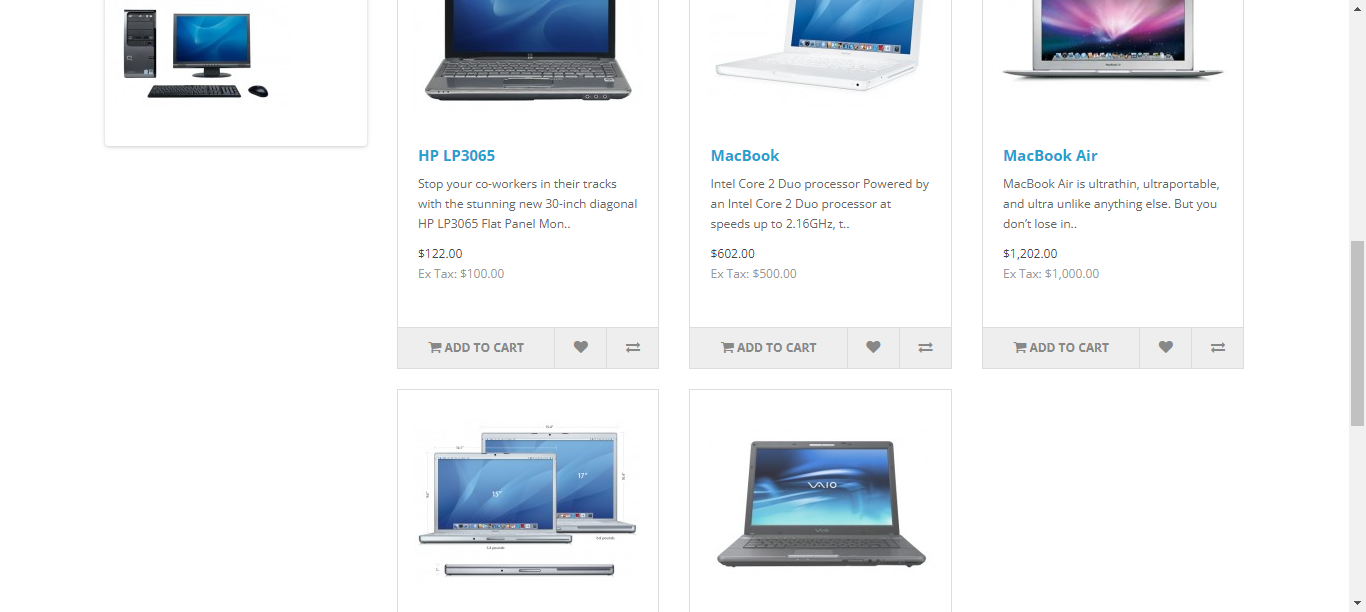 HP LP3065
Stop your co-workers in their tracks
with the stunning new 30-inch diagonal
HP LP3065 Flat Panel Mon..
$122.00
Ex Tax: $100.00
ADD TO CART
MacBook
Intel Core 2 Duo processor Powered by
an Intel Core 2 Duo processor at
speeds up to 2.16GHz, t..
$602.00
Ex Tax: $500.00
ADD TO CART
MacBook Air
MacBook Air is ultrathin, ultraportable,
and ultra unlike anything else. But you
don’t lose in..
$1,202.00
Ex Tax: $1,000.00
ADD TO CART
15"
17"
VAIO